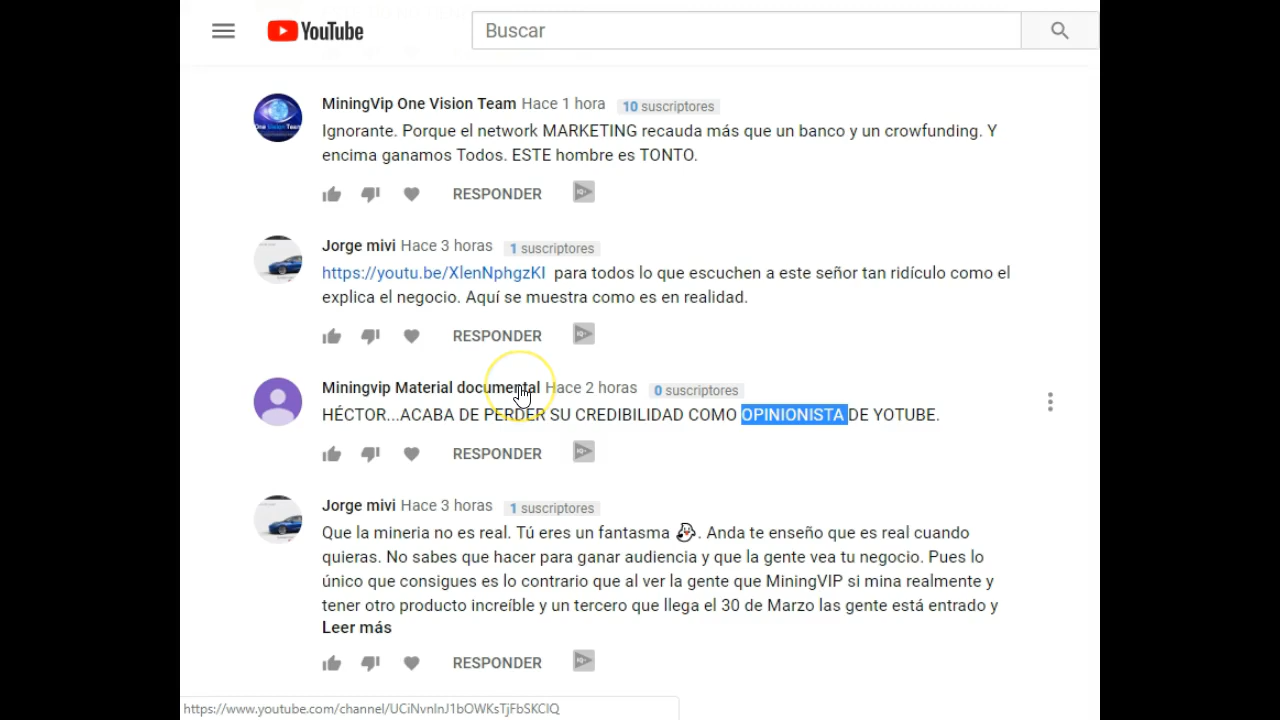 YouTube
Buscar
MiningVip One Vision Team Hace 1 hora 10 suscriptores
Ignorante. Porque el network MARKETING recauda más que un banco y un crowfunding. Y
encima ganamos Todos. ESTE hombre es TONTO.
RESPONDER
Jorge mivi Hace 3 horas 1 suscriptores
https://youtu.be/XlenNphgzKI para todos lo que escuchen a este señor tan ridículo como el
explica el negocio. Aquí se muestra como es en realidad.
RESPONDER
Miningvip Material documental Hace 2 horas 0 suscriptores
HÉCTOR...ACABA DE PERDER SU CREDIBILIDAD COMO OPINIONISTA DE YOTUBE.
RESPONDER
Jorge mivi Hace 3 horas 1 suscriptores
Que la mineria no es real. Tú eres un fantasma 👻. Anda te enseño que es real cuando
quieras. No sabes que hacer para ganar audiencia y que la gente vea tu negocio. Pues lo
único que consigues es lo contrario que al ver la gente que MiningVIP si mina realmente y
tener otro producto increíble y un tercero que llega el 30 de Marzo las gente está entrado y
Leer más
RESPONDER
https://www.youtube.com/channel/UCiNvnlnJ1bOWKsTjFbSKClQ